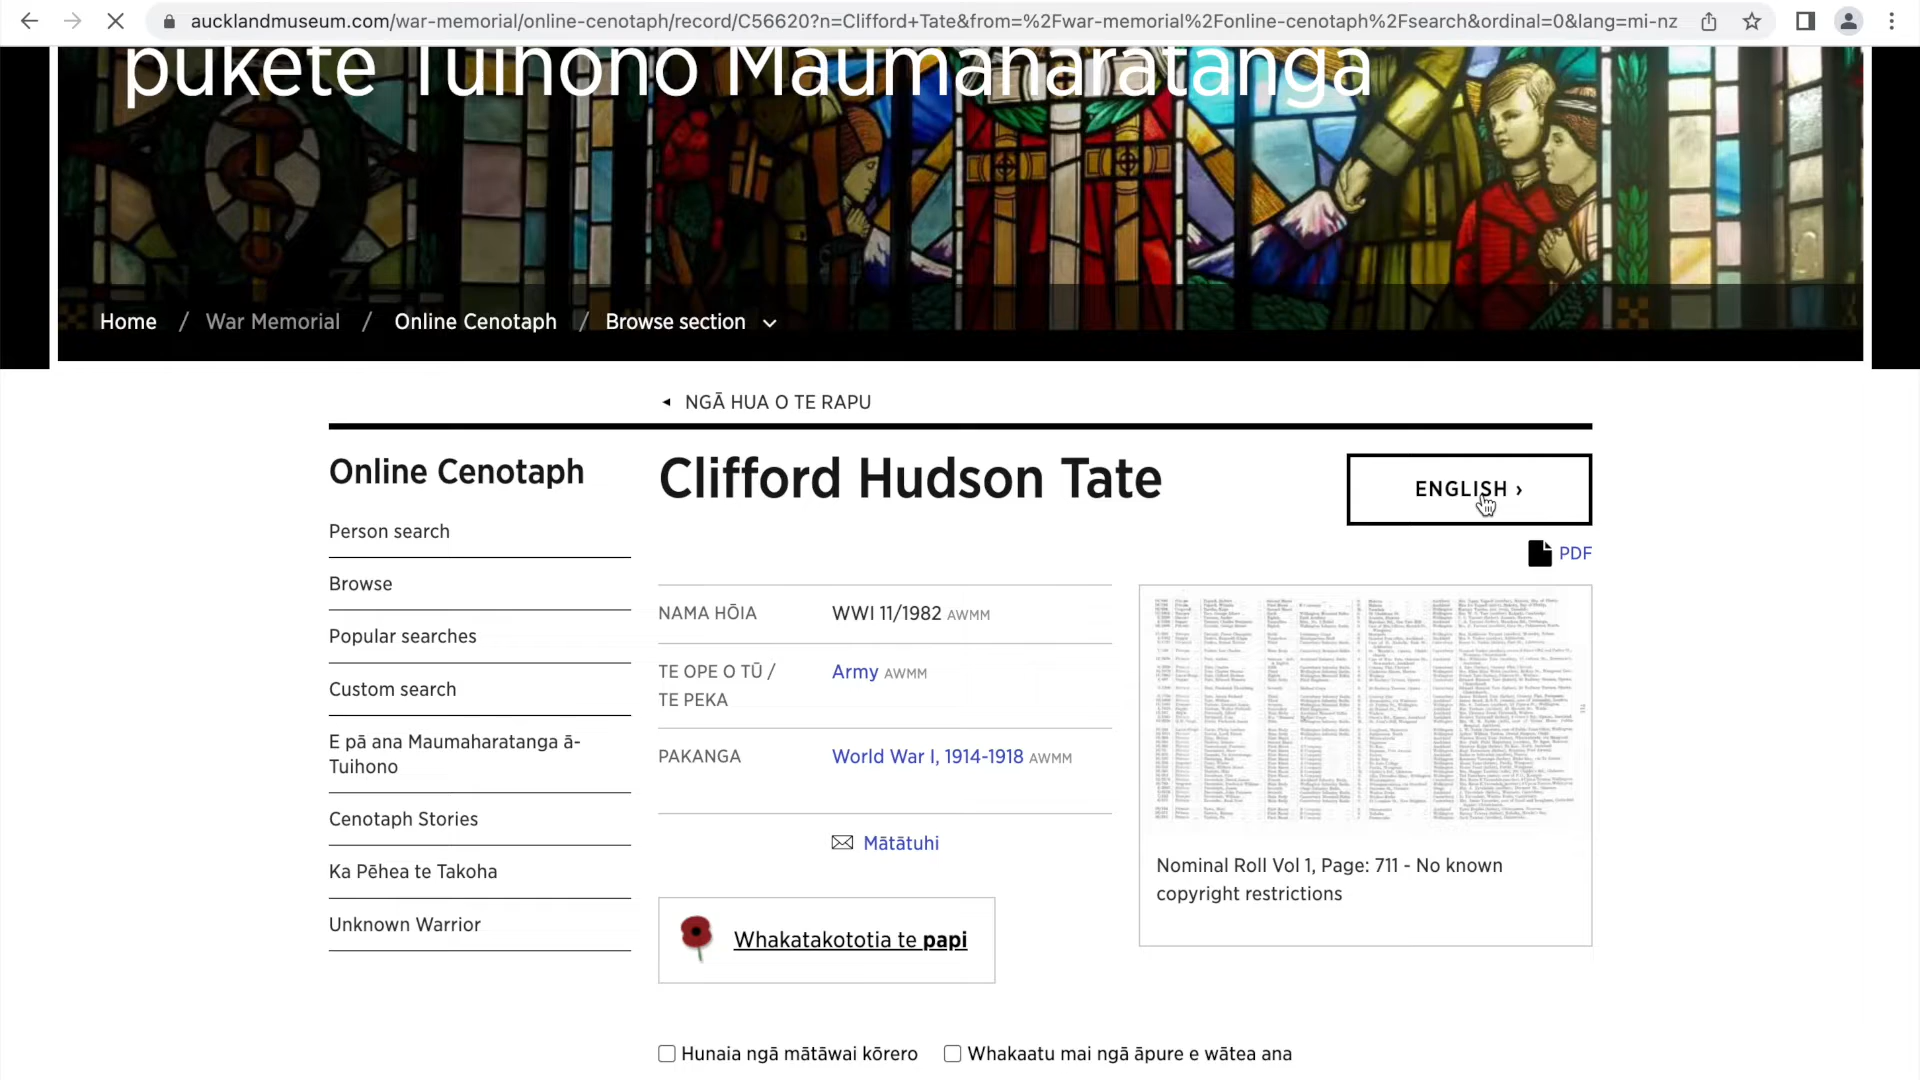 aucklandmuseum.com/war-memorial/online-cenotaph/record/C56620?n=Clifford+Tate&from=%2Fwar-memorial%2Fonline-cenotaph%2Fsearch&ordinal=0&lang=mi-nz
pukete Tuihono Maumaharatanga
N Z
Home / War Memorial / Online Cenotaph / Browse section
NGĀ HUA O TE RAPU
Online Cenotaph
Person search
Browse
Popular searches
Custom search
E pā ana Maumaharatanga ā-
Tuihono
Cenotaph Stories
Ka Pēhea te Takoha
Unknown Warrior
Clifford Hudson Tate
ENGLISH ›
PDF
NAMA HŌIA WWI 11/1982 AWMM
TE OPE O TŪ / Army AWMM
TE PEKA
PAKANGA World War I, 1914-1918 AWMM
Mātātuhi
Whakatakototia te papi
Nominal Roll Vol 1, Page: 711 - No known
copyright restrictions
Hunaia ngā mātāwai kōrero Whakaatu mai ngā āpure e wātea ana